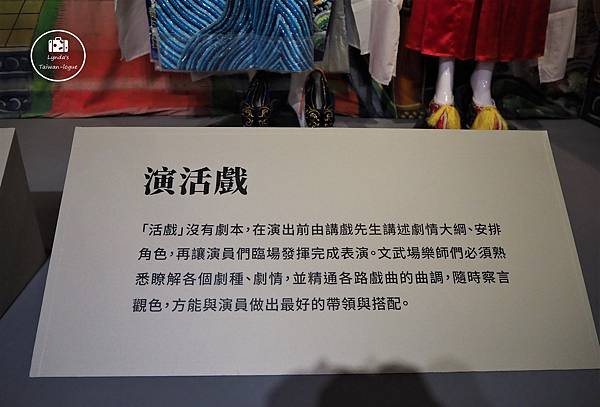 Lynda's
Taiwan-logue
演活戲
「活戲」沒有劇本，在演出前由講戲先生講述劇情大綱、安排
角色，再讓演員們臨場發揮完成表演。文武場樂師們必須熟
悉瞭解各個劇種、劇情，並精通各路戲曲的曲調，隨時察言
觀色，方能與演員做出最好的帶領與搭配。